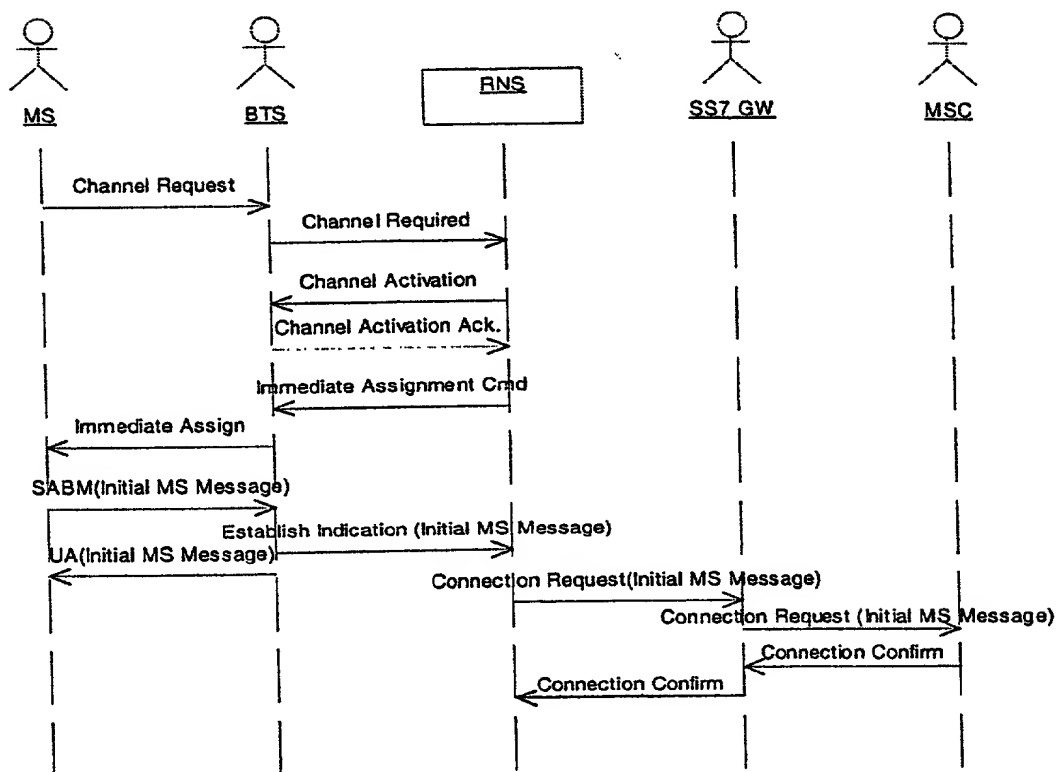 MS
BTS
RNS
SS7 GW
MSC
Channel Request
Channel Required
Channel Activation
Channel Activation Ack.
Immediate Assignment Cmd
Immediate Assign
SABM(Initial MS Message)
Establish Indication (Initial MS Message)
UA(Initial MS Message)
Connection Request(Initial MS Message)
Connection Request (Initial MS Message)
Connection Confirm
Connection Confirm